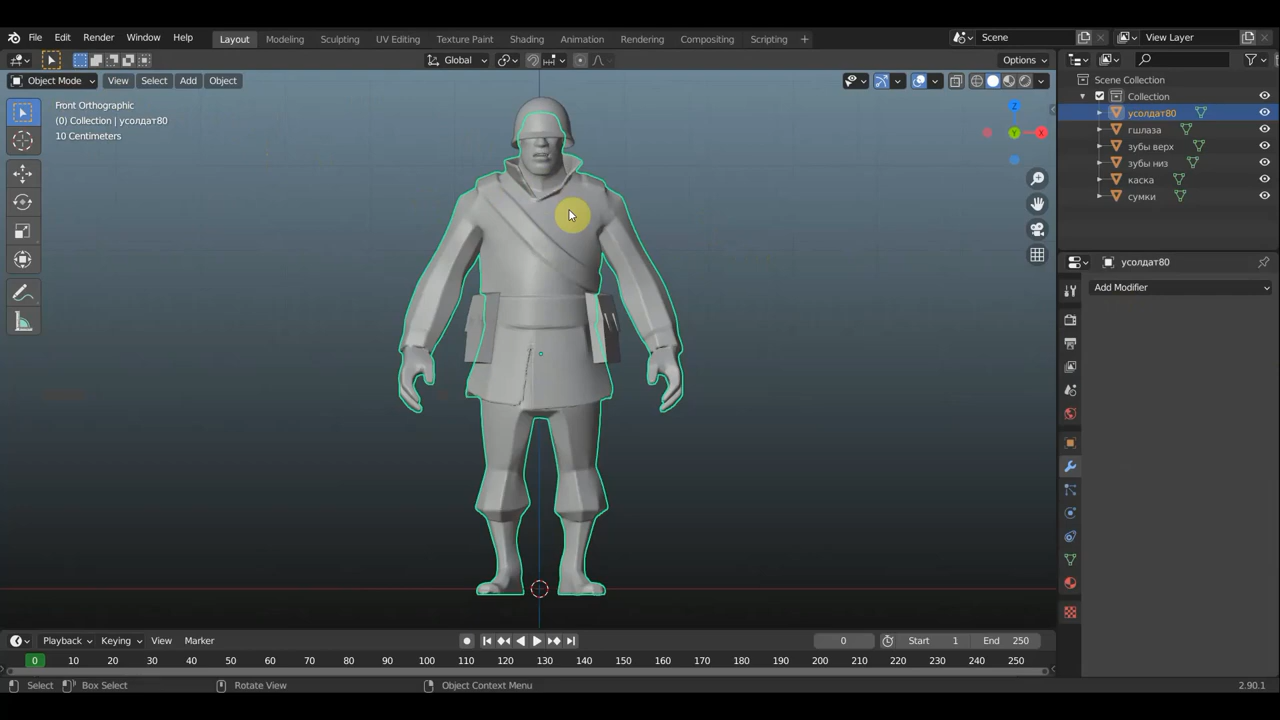 File Edit Render Window Help Layout Modeling Sculpting UV Editing Texture Paint Shading Animation Rendering Compositing Scripting + Scene View Layer
Global Options
Object Mode View Select Add Object
Front Orthographic
(0) Collection | усолдат80
10 Centimeters
X
Y
Z
Scene Collection
Collection
усолдат80
гшлаза
зубы верх
зубы низ
каска
сумки
усолдат80
Add Modifier
Playback Keying View Marker 0 Start 1 End 250
0 10 20 30 40 50 60 70 80 90 100 110 120 130 140 150 160 170 180 190 200 210 220 230 240 250
Select Box Select Rotate View Object Context Menu 2.90.1